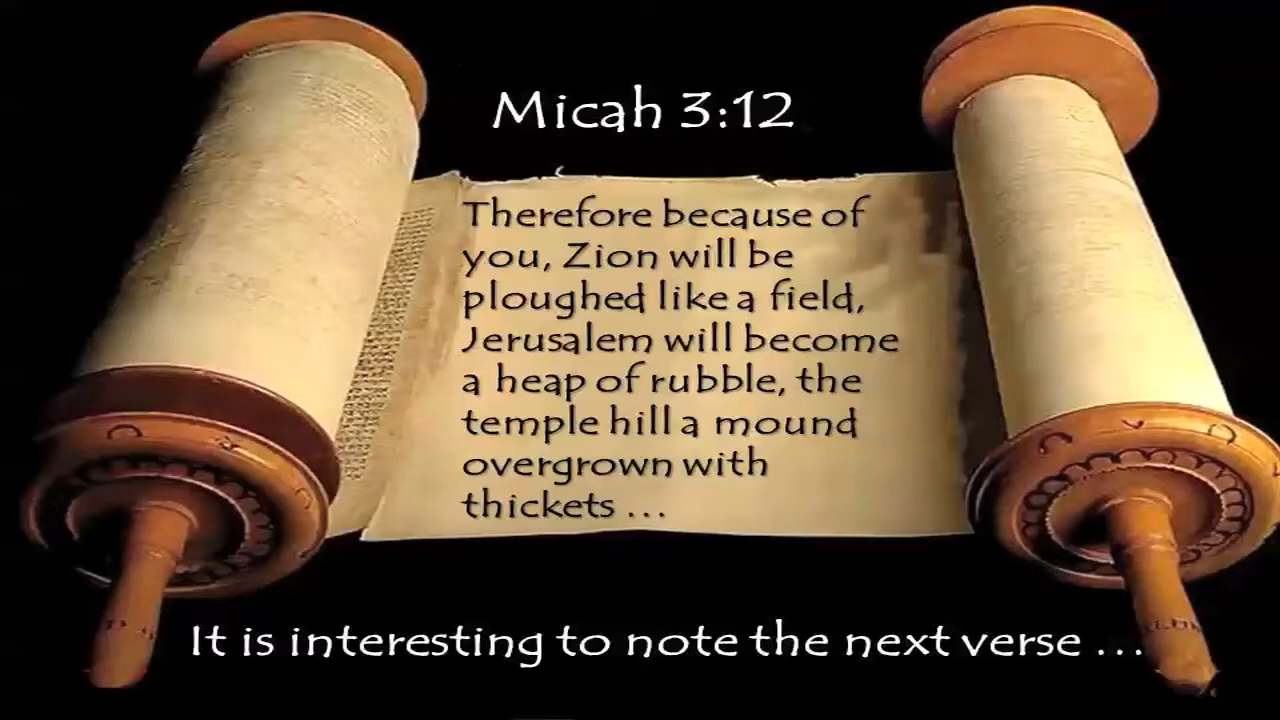 Micah 3:12
Therefore because of
you, Zion will be
ploughed like a field,
Jerusalem will become
a heap of rubble, the
temple hill a mound
overgrown with
thickets ...
It is interesting to note the next verse ...